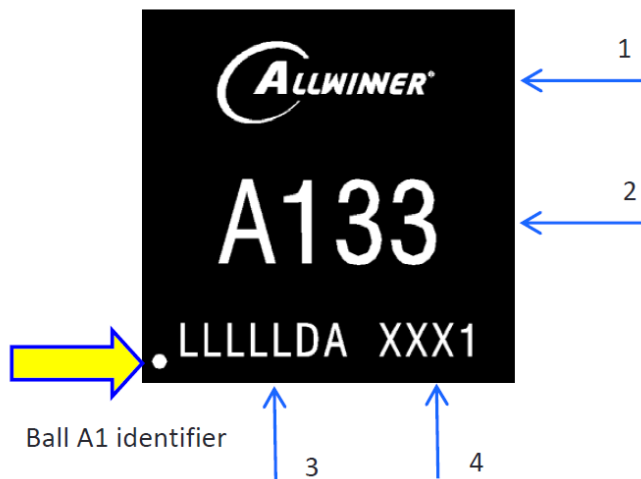 ALLWINNER®
1
A133
2
LLLLLDA XXX1
Ball A1 identifier
3
4